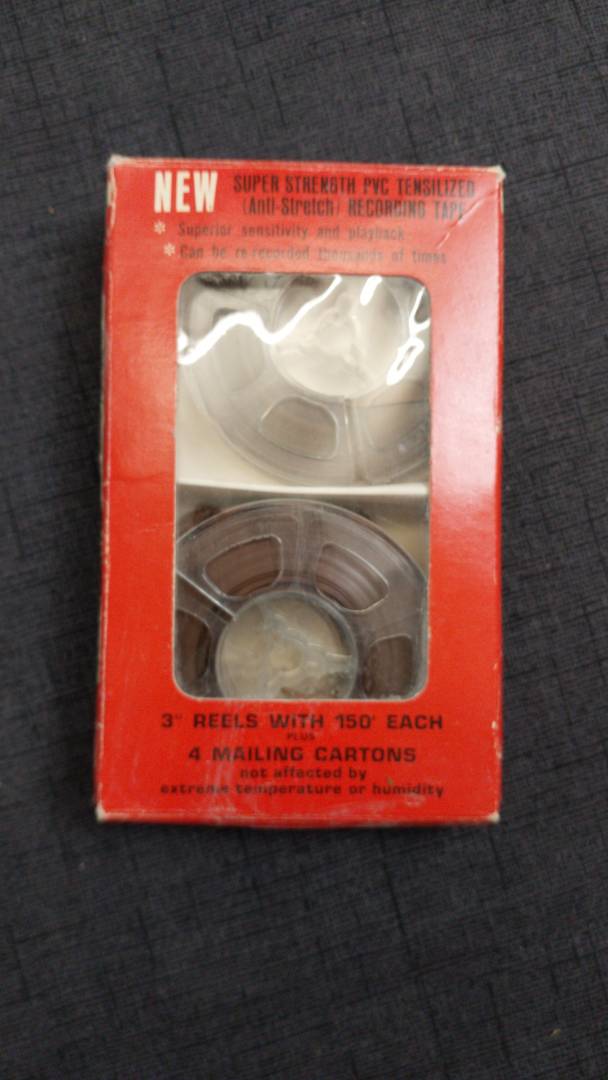 NEW SUPER STRENGTH PVC TENSILIZED
(Anti-Stretch) RECORDING TAPE
* Superior sensitivity and playback
* Can be re-recorded thousands of times
3" REELS WITH 150' EACH
PLUS
4 MAILING CARTONS
not affected by
extreme temperature or humidity